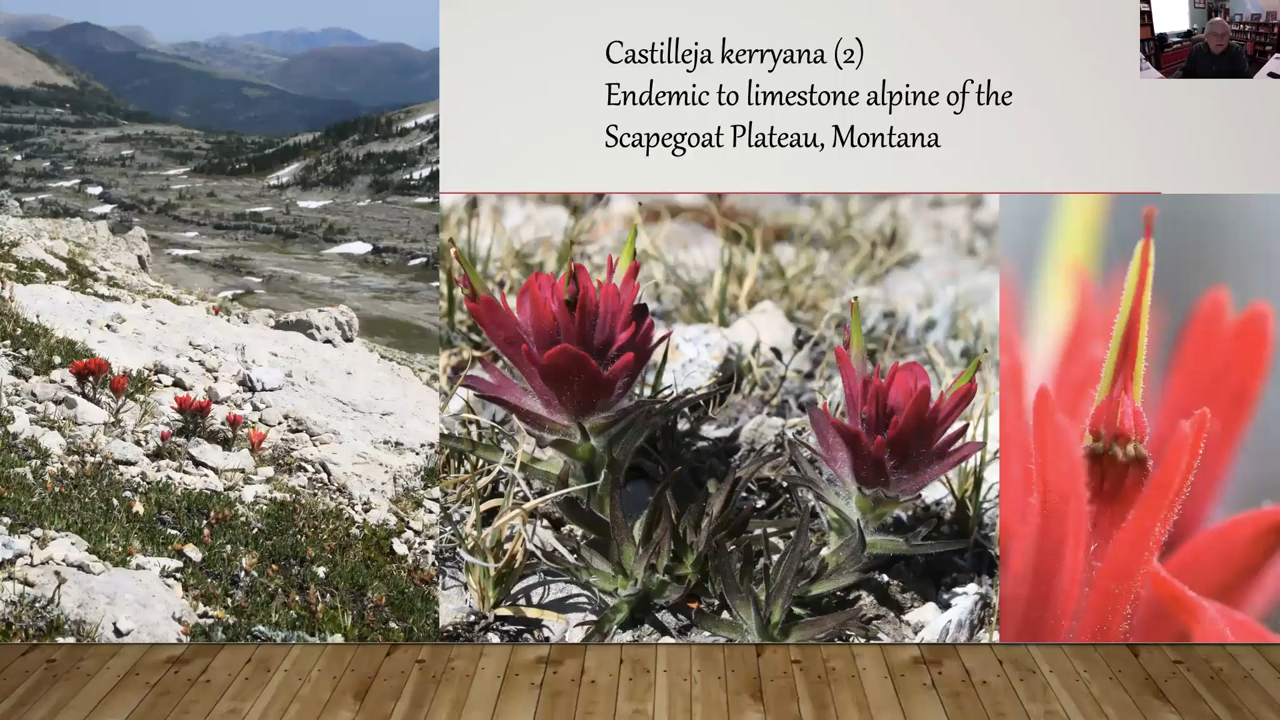 Castilleja kerryana (2)
Endemic to limestone alpine of the
Scapegoat Plateau, Montana